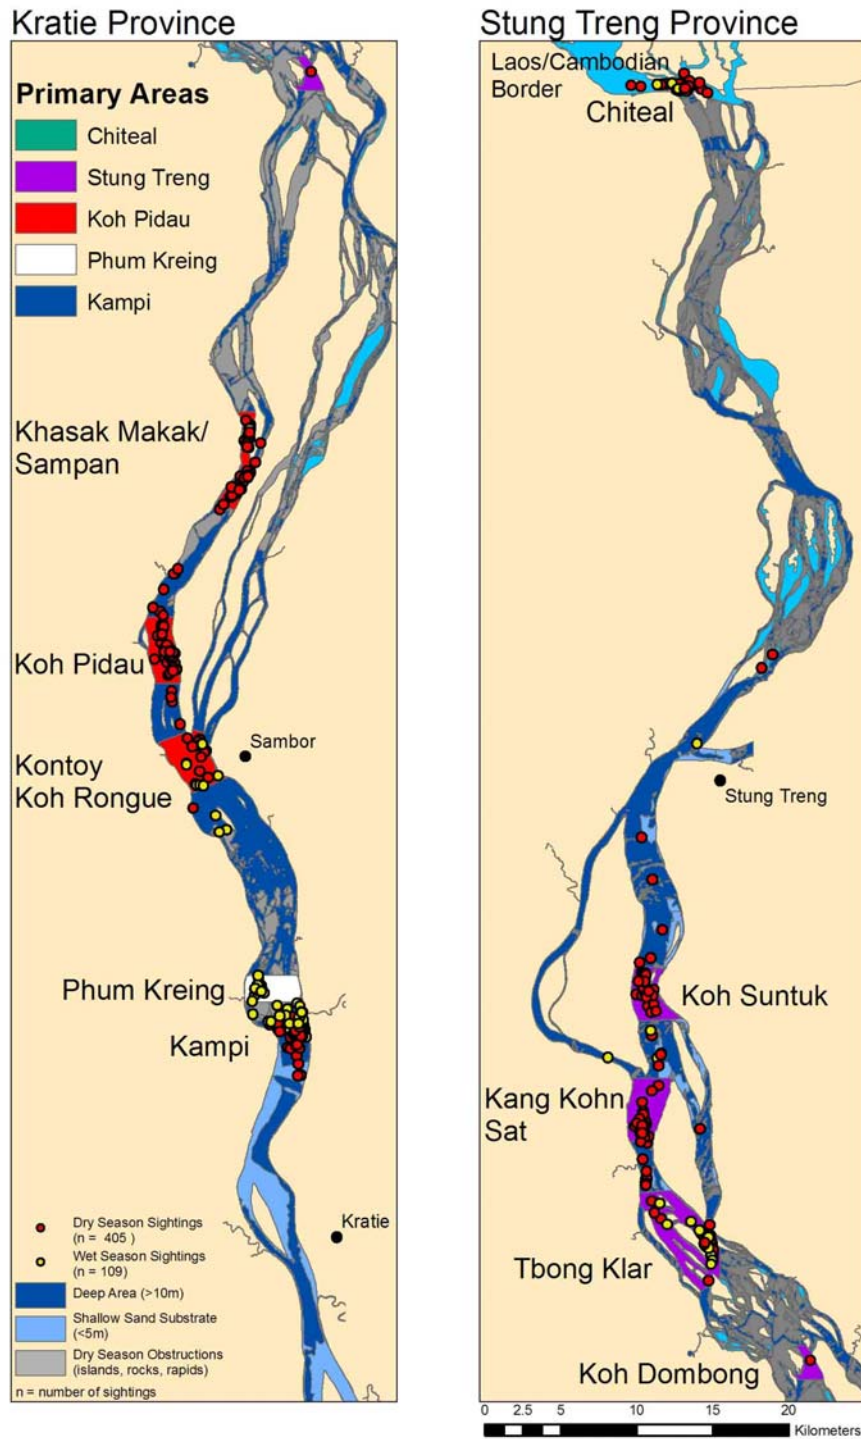 Kratie Province
Primary Areas
Chiteal
Stung Treng
Koh Pidau
Phum Kreing
Kampi
Khasak Makak/
Sampan
Koh Pidau
Sambor
Kontoy
Koh Rongue
Phum Kreing
Kampi
Kratie
Dry Season Sightings
(n = 405 )
Wet Season Sightings
(n = 109)
Deep Area (>10m)
Shallow Sand Substrate
(<5m)
Dry Season Obstructions
(islands, rocks, rapids)
n = number of sightings
Stung Treng Province
Laos/Cambodian
Border
Chiteal
Stung Treng
Koh Suntuk
Kang Kohn
Sat
Tbong Klar
Koh Dombong
0 2.5 5 10 15 20
Kilometers